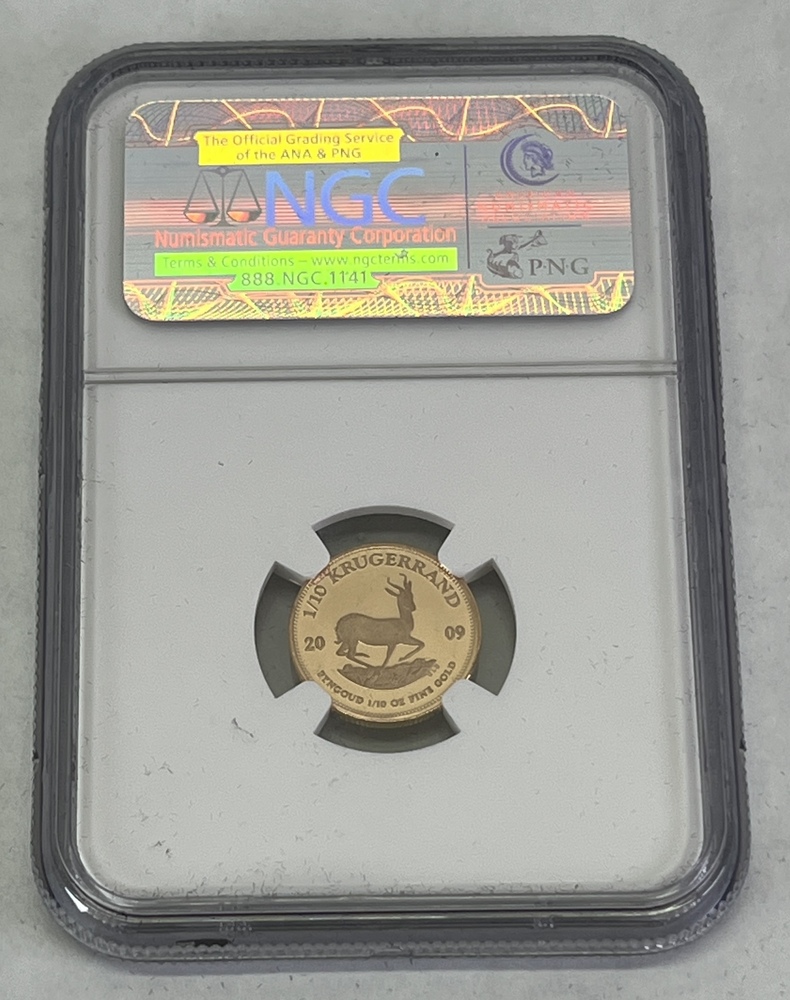 The Official Grading Service
of the ANA & PNG
NGC
Numismatic Guaranty Corporation
Terms & Conditions – www.ngcterms.com
888.NGC.1141
P·N·G
1/10 KRUGERRAND
20 09
FYNGOUD 1/10 OZ FINE GOLD